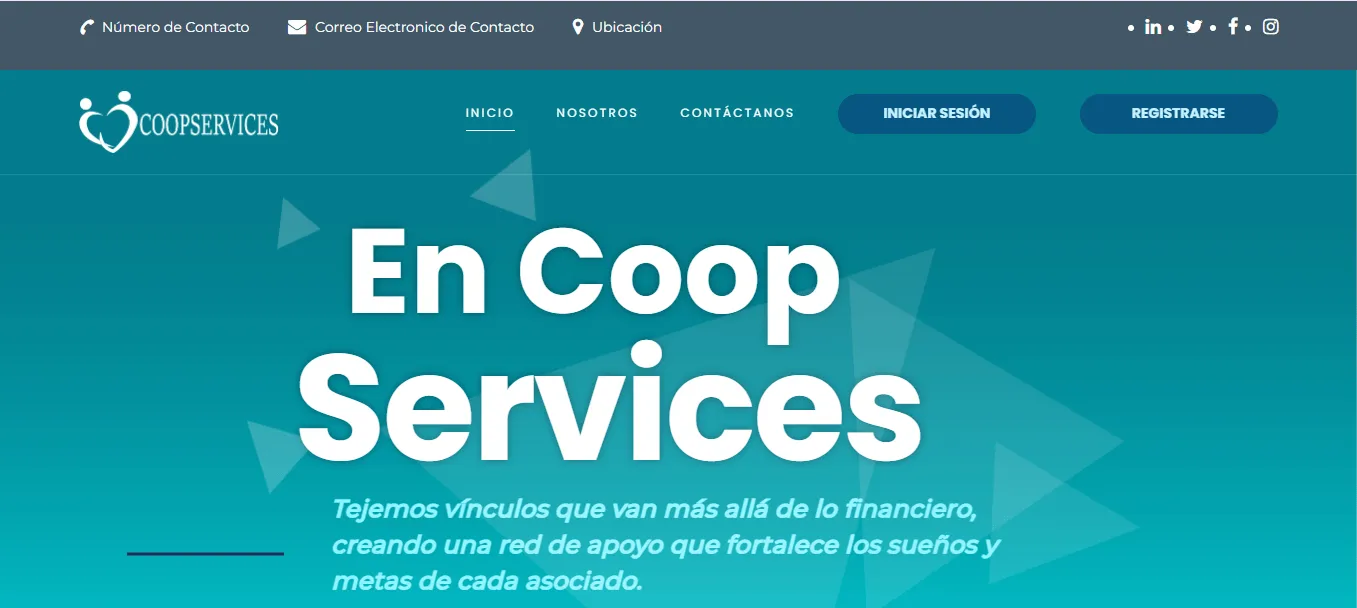 Número de Contacto Correo Electronico de Contacto Ubicación
COOPSERVICES INICIO NOSOTROS CONTÁCTANOS INICIAR SESIÓN REGISTRARSE
En Coop
Services
Tejemos vínculos que van más allá de lo financiero,
creando una red de apoyo que fortalece los sueños y
metas de cada asociado.